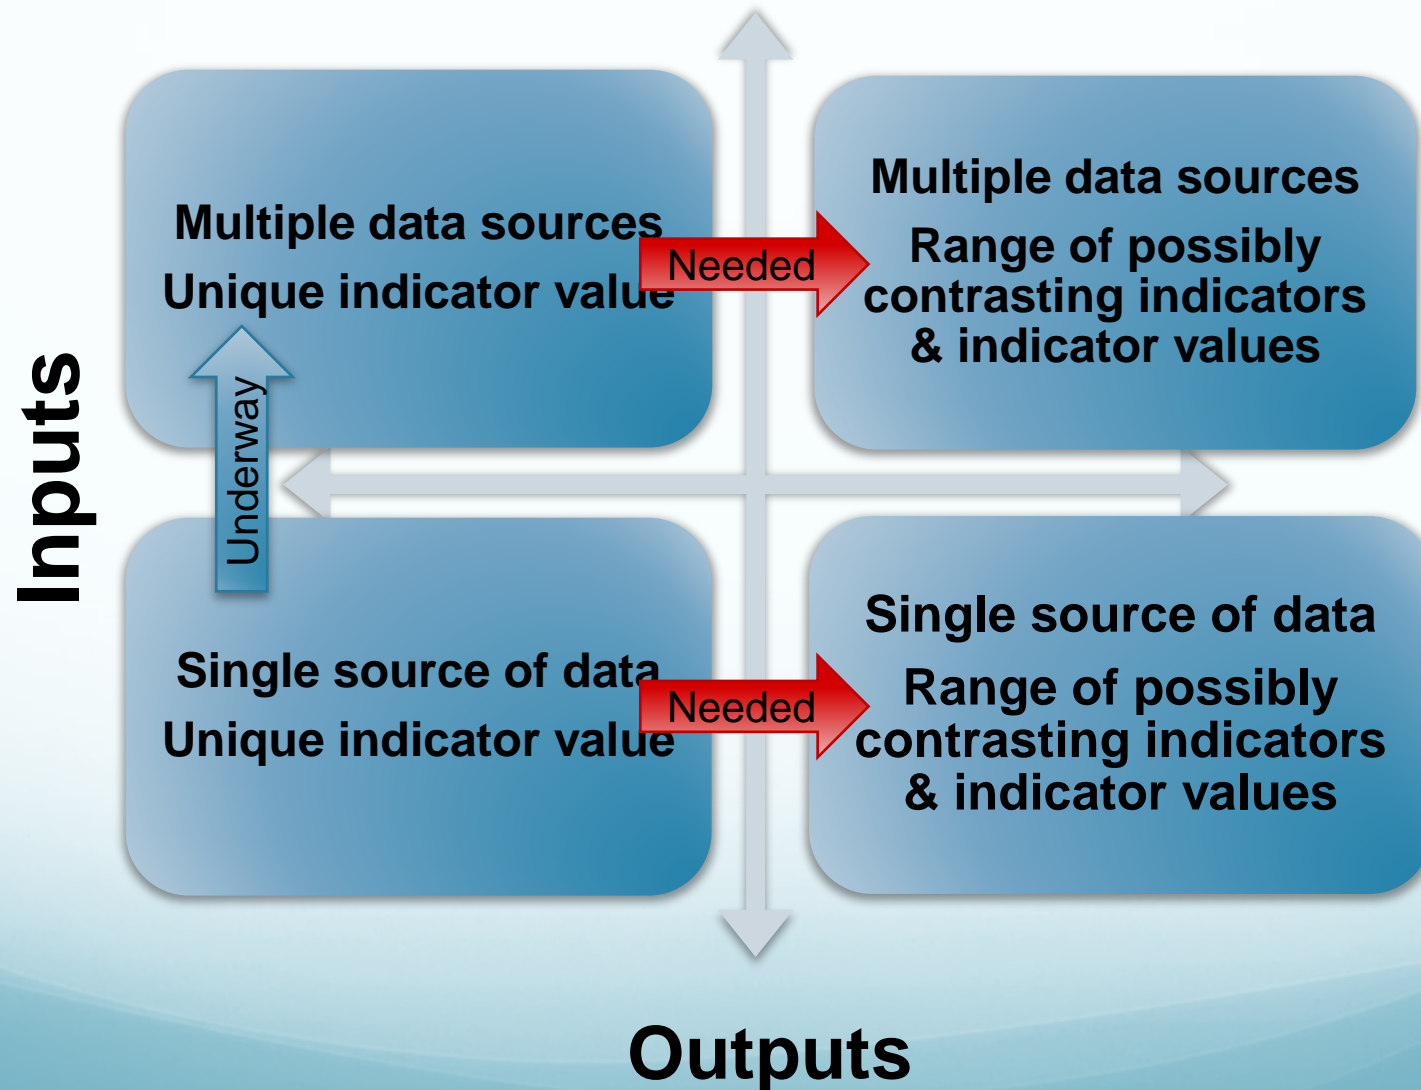 Inputs
Multiple data sources
Unique indicator value
Needed
Multiple data sources
Range of possibly
contrasting indicators
& indicator values
Underway
Single source of data
Unique indicator value
Needed
Single source of data
Range of possibly
contrasting indicators
& indicator values
Outputs